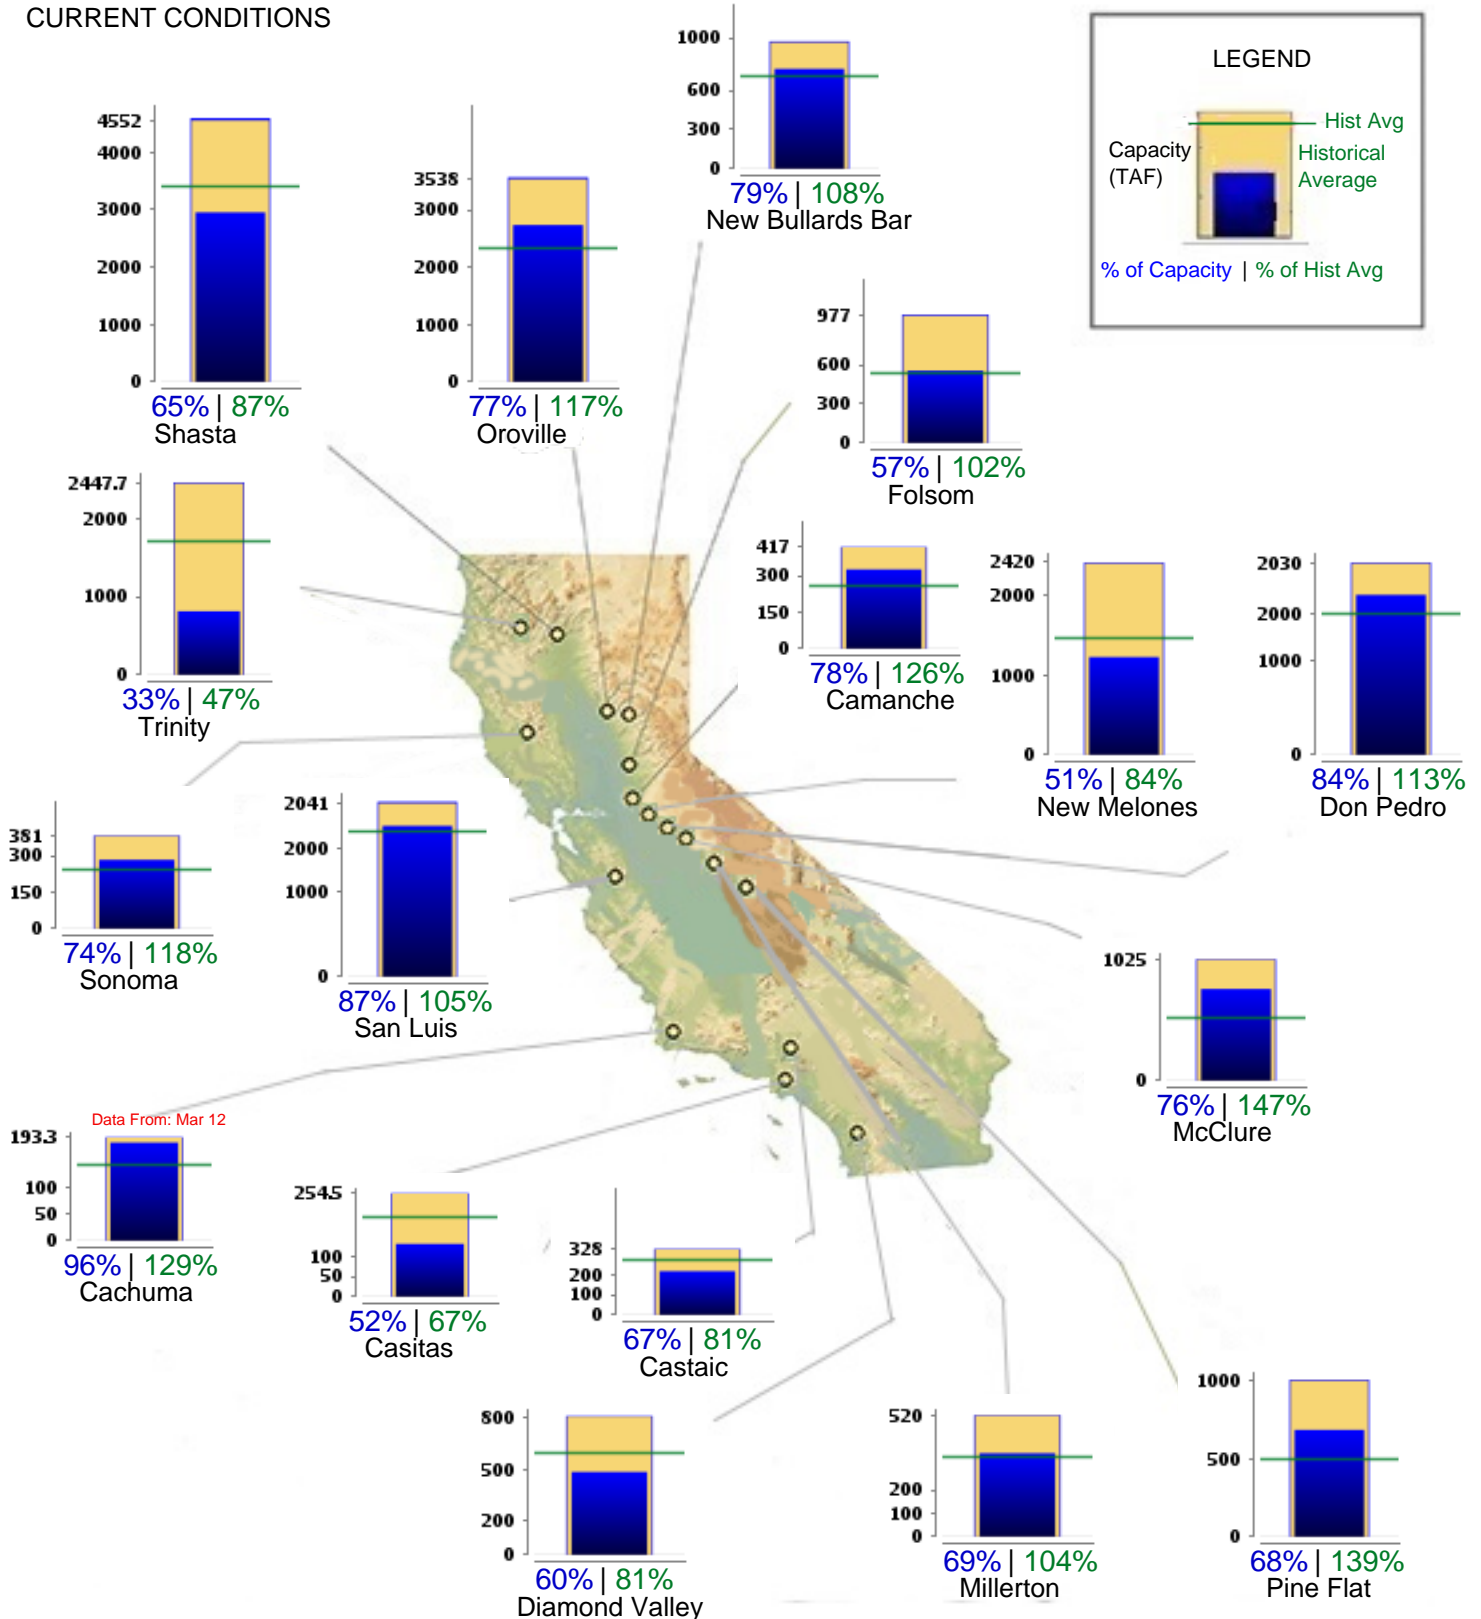 CURRENT CONDITIONS
LEGEND
Hist Avg
Capacity
(TAF)
Historical
Average
% of Capacity | % of Hist Avg
1000
600
300
0
79% | 108%
New Bullards Bar
4552
4000
3000
2000
1000
0
65% | 87%
Shasta
3538
3000
2000
1000
0
77% | 117%
Oroville
977
600
300
0
57% | 102%
Folsom
2447.7
2000
1000
0
33% | 47%
Trinity
417
300
150
0
78% | 126%
Camanche
2420
2000
1000
0
51% | 84%
New Melones
2030
2000
1000
0
84% | 113%
Don Pedro
381
300
150
0
74% | 118%
Sonoma
2041
2000
1000
0
87% | 105%
San Luis
1025
0
76% | 147%
McClure
Data From: Mar 12
193.3
100
50
0
96% | 129%
Cachuma
254.5
100
50
0
52% | 67%
Casitas
328
200
100
0
67% | 81%
Castaic
800
500
200
0
60% | 81%
Diamond Valley
520
200
100
0
69% | 104%
Millerton
1000
500
0
68% | 139%
Pine Flat